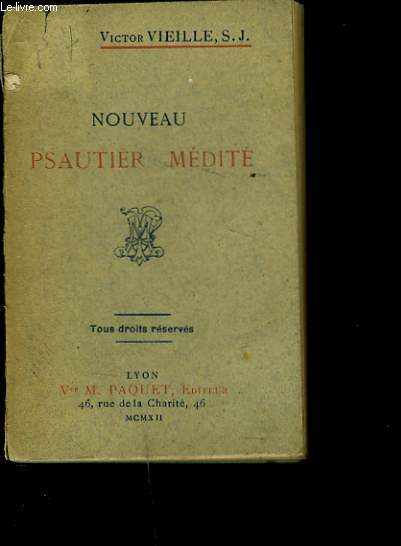 Le-livre.com
Victor VIEILLE, S. J.
NOUVEAU
PSAUTIER MÉDITÉ
Tous droits réservés
LYON
Vve M. PAQUET, Éditeur
46, rue de la Charité, 46
MCMXII